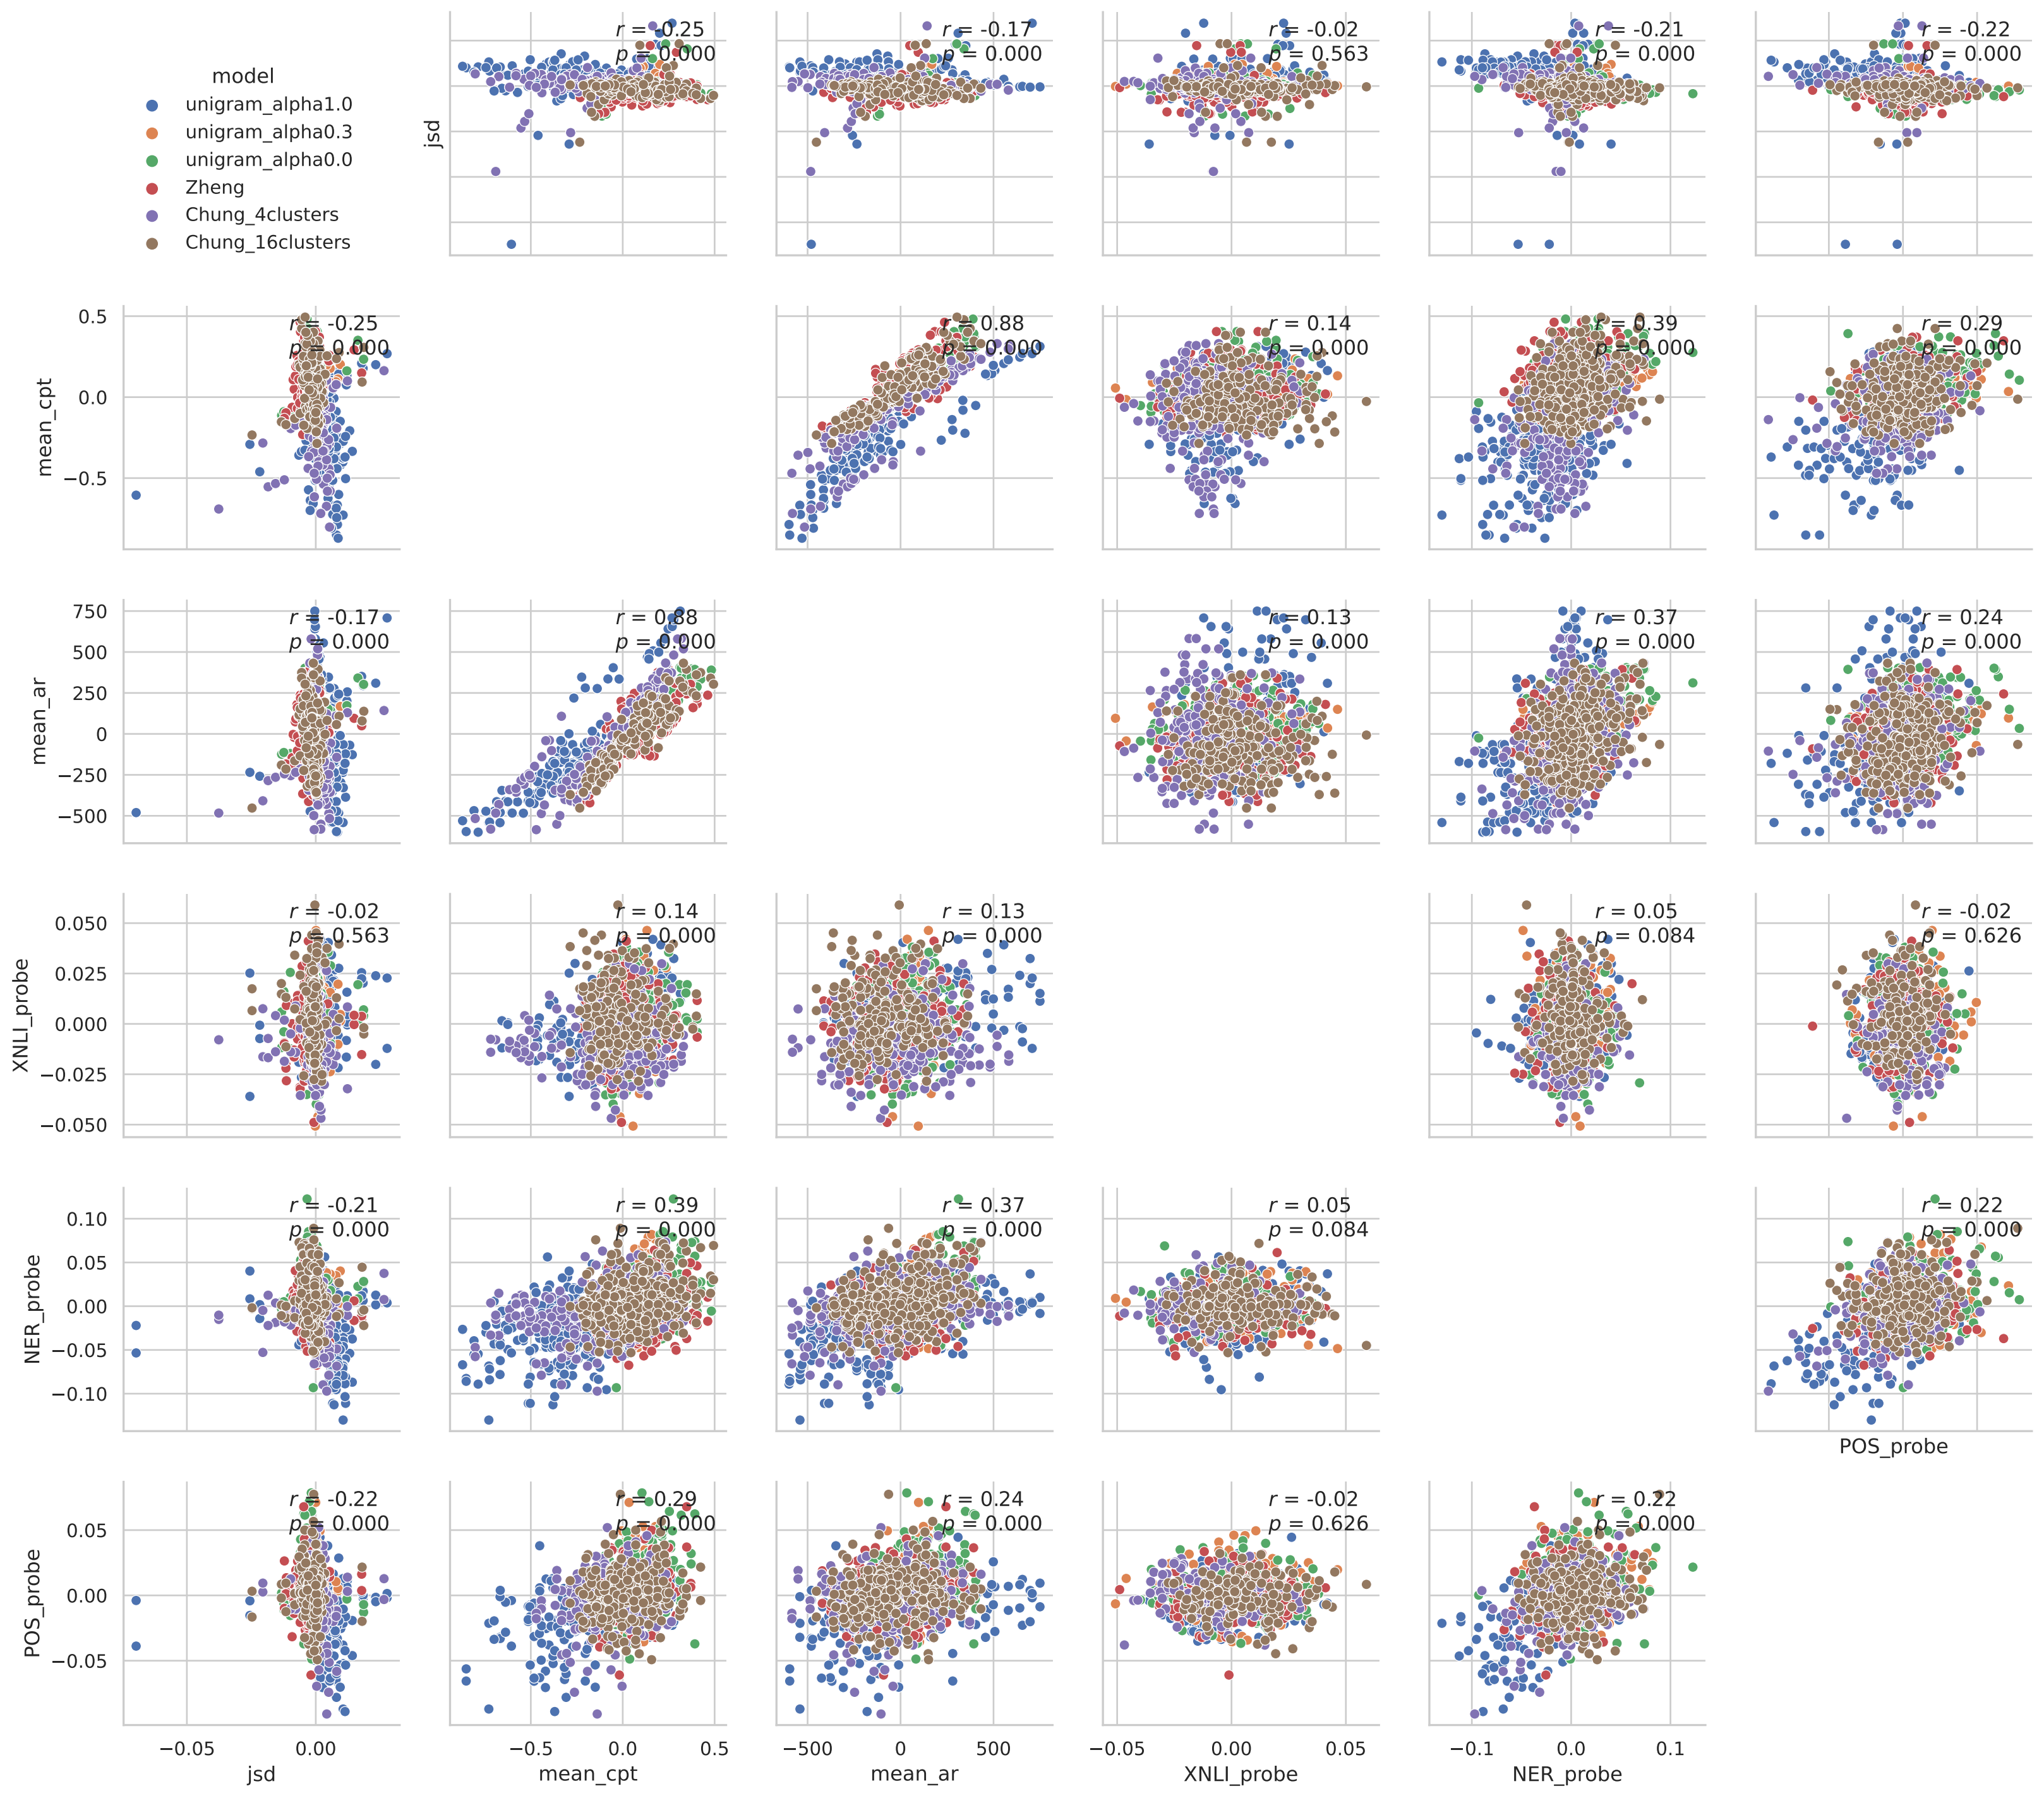 r = -0.25
p = 0.000
r = -0.17
p = 0.000
r = -0.02
p = 0.563
r = -0.21
p = 0.000
r = -0.22
p = 0.000
jsd
model
unigram_alpha1.0
unigram_alpha0.3
unigram_alpha0.0
Zheng
Chung_4clusters
Chung_16clusters
mean_cpt
0.5
0.0
−0.5
r = -0.25
p = 0.000
r = 0.88
p = 0.000
r = 0.14
p = 0.000
r = 0.39
p = 0.000
r = 0.29
p = 0.000
mean_ar
750
500
250
0
−250
−500
r = -0.17
p = 0.000
r = 0.88
p = 0.000
r = 0.13
p = 0.000
r = 0.37
p = 0.000
r = 0.24
p = 0.000
XNLI_probe
0.050
0.025
0.000
−0.025
−0.050
r = -0.02
p = 0.563
r = 0.14
p = 0.000
r = 0.13
p = 0.000
r = 0.05
p = 0.084
r = -0.02
p = 0.626
NER_probe
0.10
0.05
0.00
−0.05
−0.10
r = -0.21
p = 0.000
r = 0.39
p = 0.000
r = 0.37
p = 0.000
r = 0.05
p = 0.084
r = 0.22
p = 0.000
POS_probe
POS_probe
0.05
0.00
−0.05
r = -0.22
p = 0.000
r = 0.29
p = 0.000
r = 0.24
p = 0.000
r = -0.02
p = 0.626
r = 0.22
p = 0.000
−0.05 0.00
jsd
−0.5 0.0 0.5
mean_cpt
−500 0 500
mean_ar
−0.05 0.00 0.05
XNLI_probe
−0.1 0.0 0.1
NER_probe